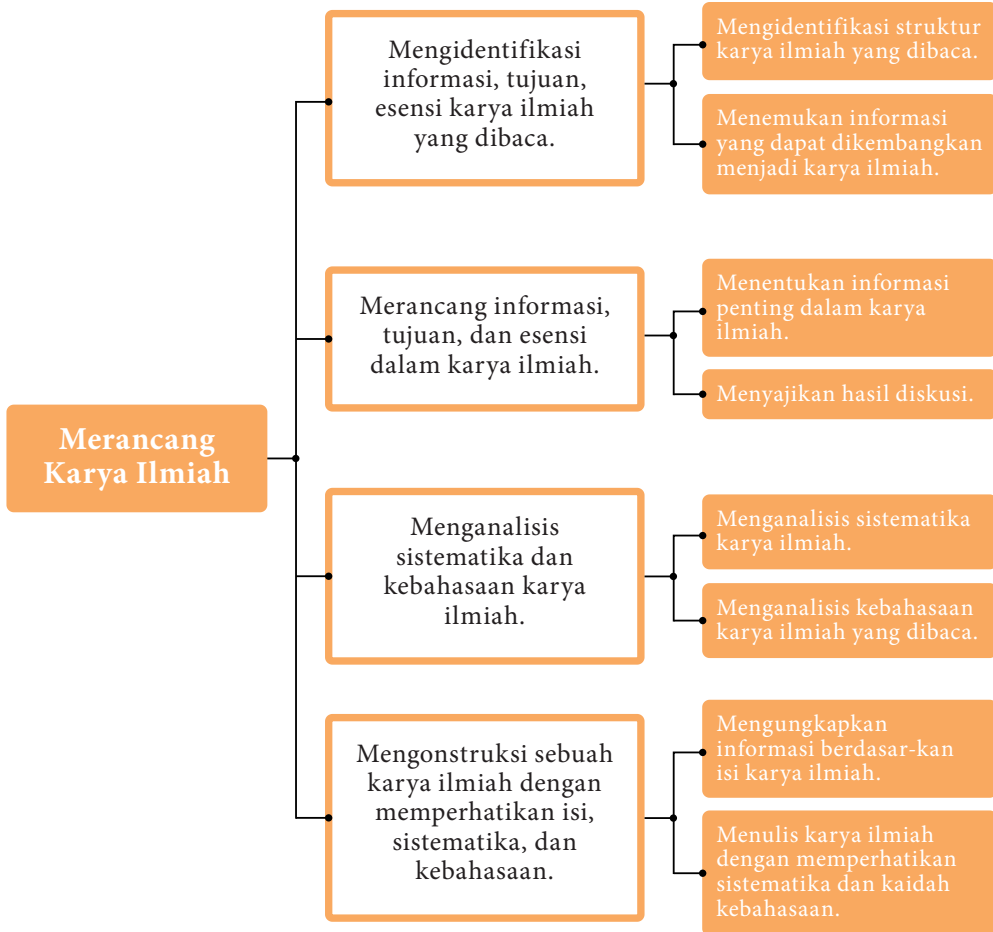 Merancang
Karya Ilmiah
Mengidentifikasi
informasi, tujuan,
esensi karya ilmiah
yang dibaca.
Mengidentifikasi struktur
karya ilmiah yang dibaca.
Menemukan informasi
yang dapat dikembangkan
menjadi karya ilmiah.
Merancang informasi,
tujuan, dan esensi
dalam karya ilmiah.
Menentukan informasi
penting dalam karya
ilmiah.
Menyajikan hasil diskusi.
Menganalisis
sistematika dan
kebahasaan karya
ilmiah.
Menganalisis sistematika
karya ilmiah.
Menganalisis kebahasaan
karya ilmiah yang dibaca.
Mengonstruksi sebuah
karya ilmiah dengan
memperhatikan isi,
sistematika, dan
kebahasaan.
Mengungkapkan
informasi berdasar-kan
isi karya ilmiah.
Menulis karya ilmiah
dengan memperhatikan
sistematika dan kaidah
kebahasaan.